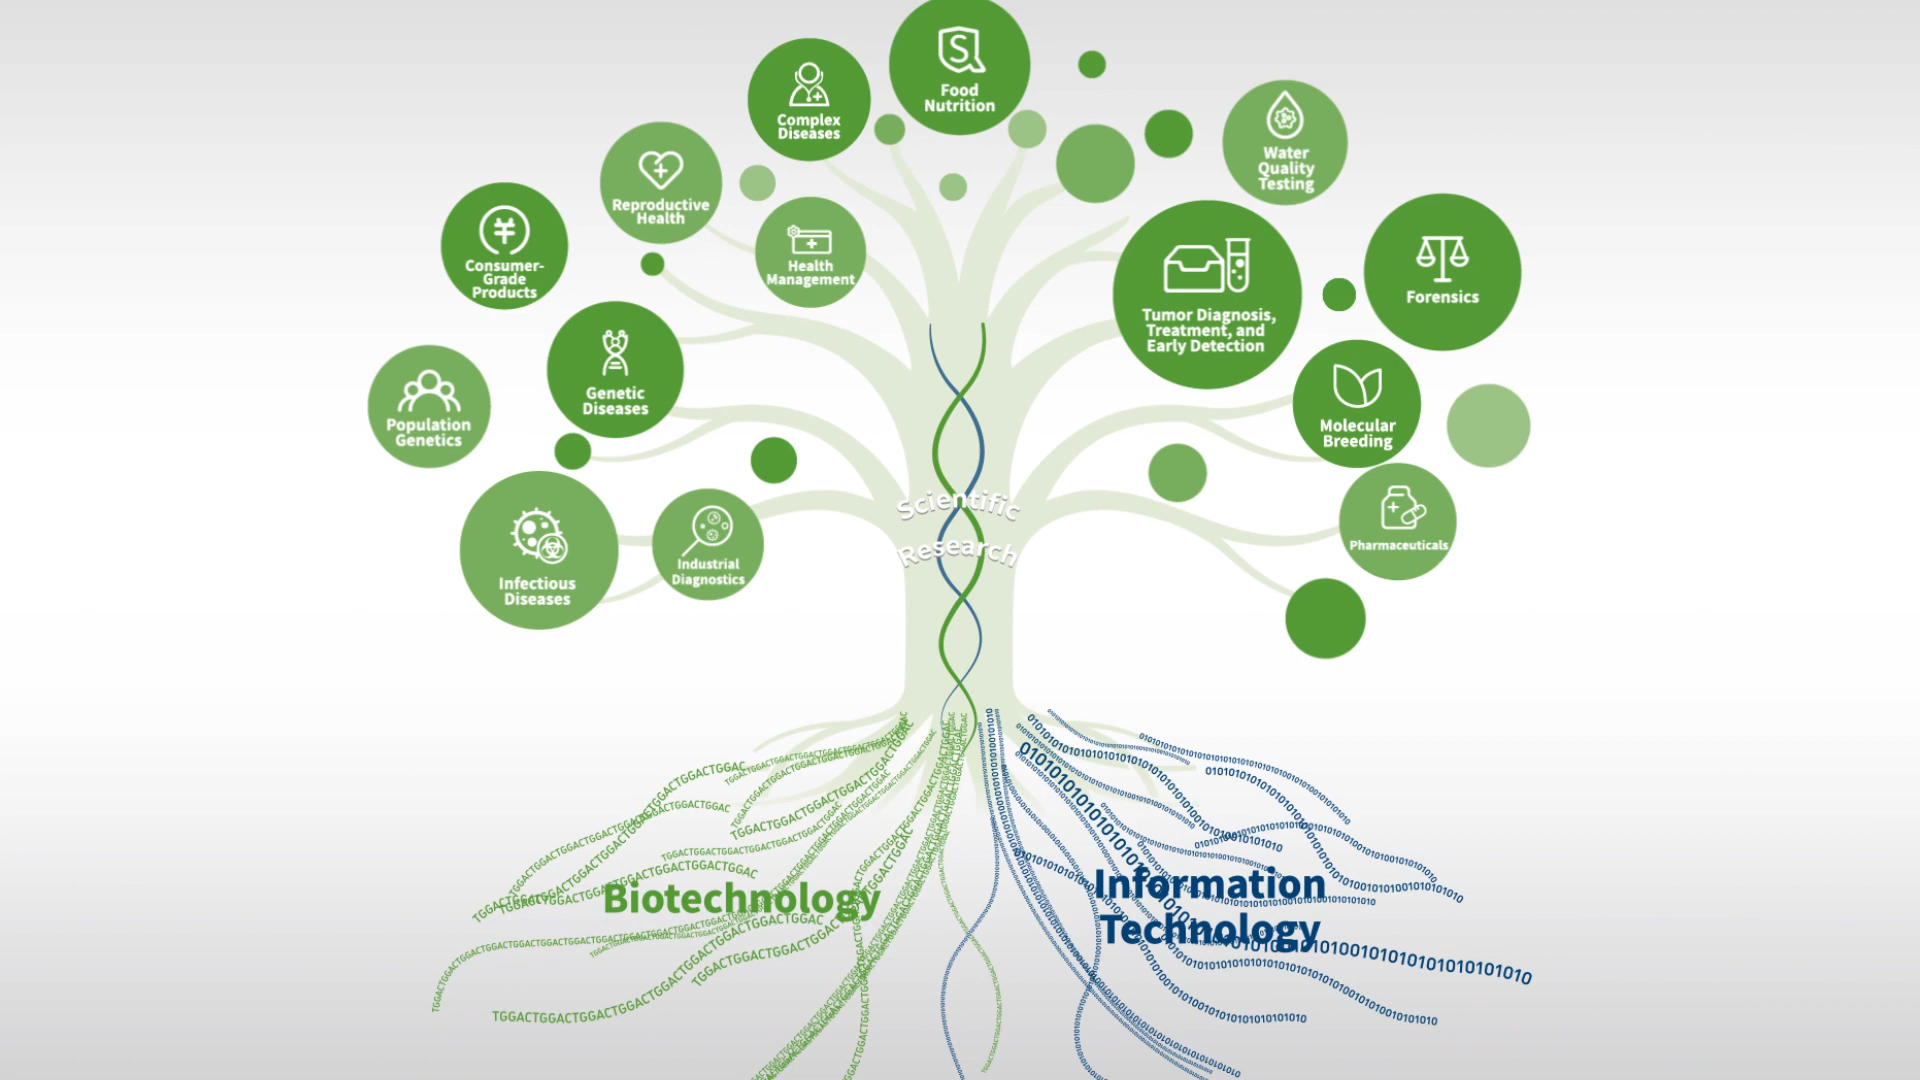 Food
Nutrition
Complex
Diseases
Water
Quality
Testing
Reproductive
Health
Consumer-
Grade
Products
Health
Management
Forensics
Tumor Diagnosis,
Treatment, and
Early Detection
Genetic
Diseases
Population
Genetics
Molecular
Breeding
Scientific
Research
Pharmaceuticals
Infectious
Diseases
Industrial
Diagnostics
Biotechnology
Information
Technology